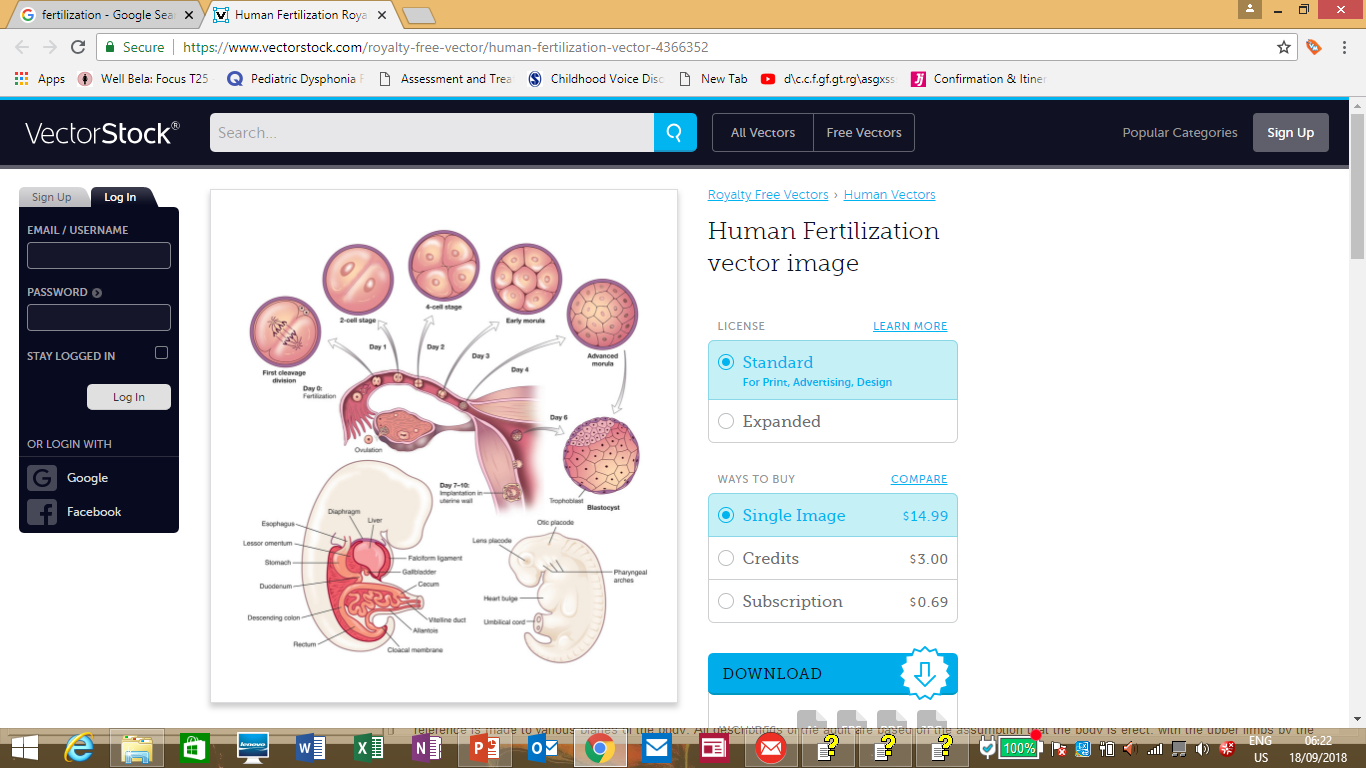 fertilization - Google Sea
Human Fertilization Roya
Secure
https://www.vectorstock.com/royalty-free-vector/human-fertilization-vector-4366352
Apps
Well Bela: Focus T25
Pediatric Dysphonia
Assessment and Trea
Childhood Voice Diso
New Tab
d\c.c.f.gf.gt.rg\asgxss
Confirmation & Itiner
VectorStock®
Search...
All Vectors
Free Vectors
Popular Categories
Sign Up
Sign Up
Log In
EMAIL / USERNAME
PASSWORD
STAY LOGGED IN
Log In
OR LOGIN WITH
Google
Facebook
2-cell stage
4-cell stage
Early morula
Advanced
morula
First cleavage
division
Day 1
Day 2
Day 3
Day 4
Day 0:
Fertilization
Day 6
Ovulation
Day 7-10:
Implantation in
uterine wall
Trophoblast
Blastocyst
Diaphragm
Liver
Esophagus
Lessor omentum
Stomach
Duodenum
Descending colon
Rectum
Falciform ligament
Gallbladder
Cecum
Vitelline duct
Allantois
Cloacal membrane
Otic placode
Lens placode
Pharyngeal
arches
Heart bulge
Umbilical cord
Royalty Free Vectors › Human Vectors
Human Fertilization
vector image
LICENSE
LEARN MORE
Standard
For Print, Advertising, Design
Expanded
WAYS TO BUY
COMPARE
Single Image $14.99
Credits $3.00
Subscription $0.69
DOWNLOAD
100%
ENG
US
06:22
18/09/2018